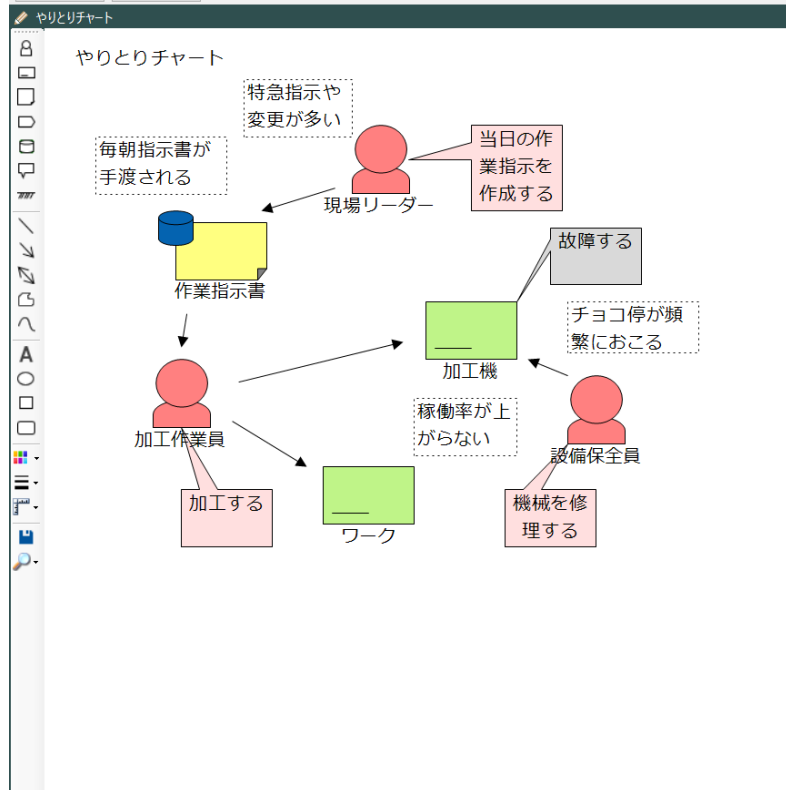 やりとりチャート
やりとりチャート
特急指示や
変更が多い
毎朝指示書が
手渡される
当日の作
業指示を
作成する
現場リーダー
作業指示書
故障する
チョコ停が頻
繁におこる
加工機
加工作業員
稼働率が上
がらない
設備保全員
加工する
機械を修
理する
ワーク
A